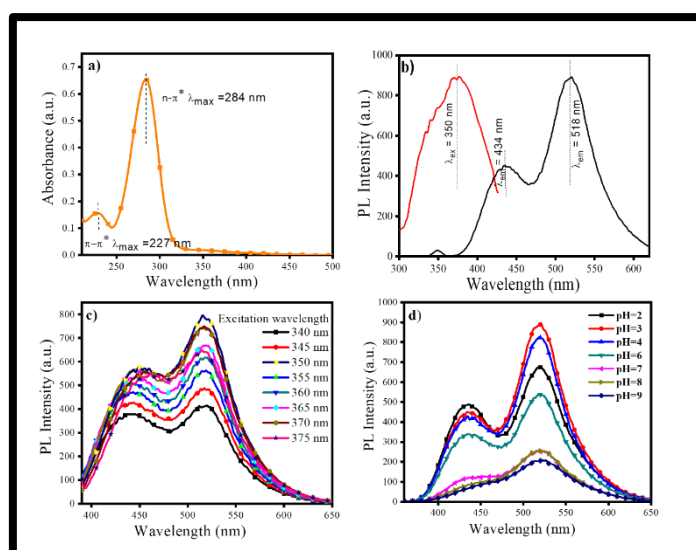 a)
n-π* λmax =284 nm
π-π* λmax =227 nm
0.7
0.6
0.5
0.4
0.3
0.2
0.1
0.0
Absorbance (a.u.)
250 300 350 400 450 500
Wavelength (nm)
b)
λex = 350 nm
λem = 434 nm
λem = 518 nm
1000
800
600
400
200
0
PL Intensity (a.u.)
300 350 400 450 500 550 600
Wavelength (nm)
c)
Excitation wavelength
340 nm
345 nm
350 nm
355 nm
360 nm
365 nm
370 nm
375 nm
800
700
600
500
400
300
200
100
0
PL Intensity (a.u.)
400 450 500 550 600 650
Wavelength (nm)
d)
pH=2
pH=3
pH=4
pH=6
pH=7
pH=8
pH=9
1000
900
800
700
600
500
400
300
200
100
0
PL Intensity (a.u.)
400 450 500 550 600 650
Wavelength (nm)